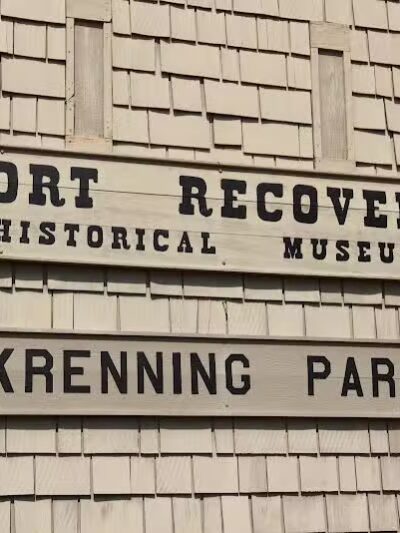 ORT RECOVE
HISTORICAL MUSEU
KRENNING PAR